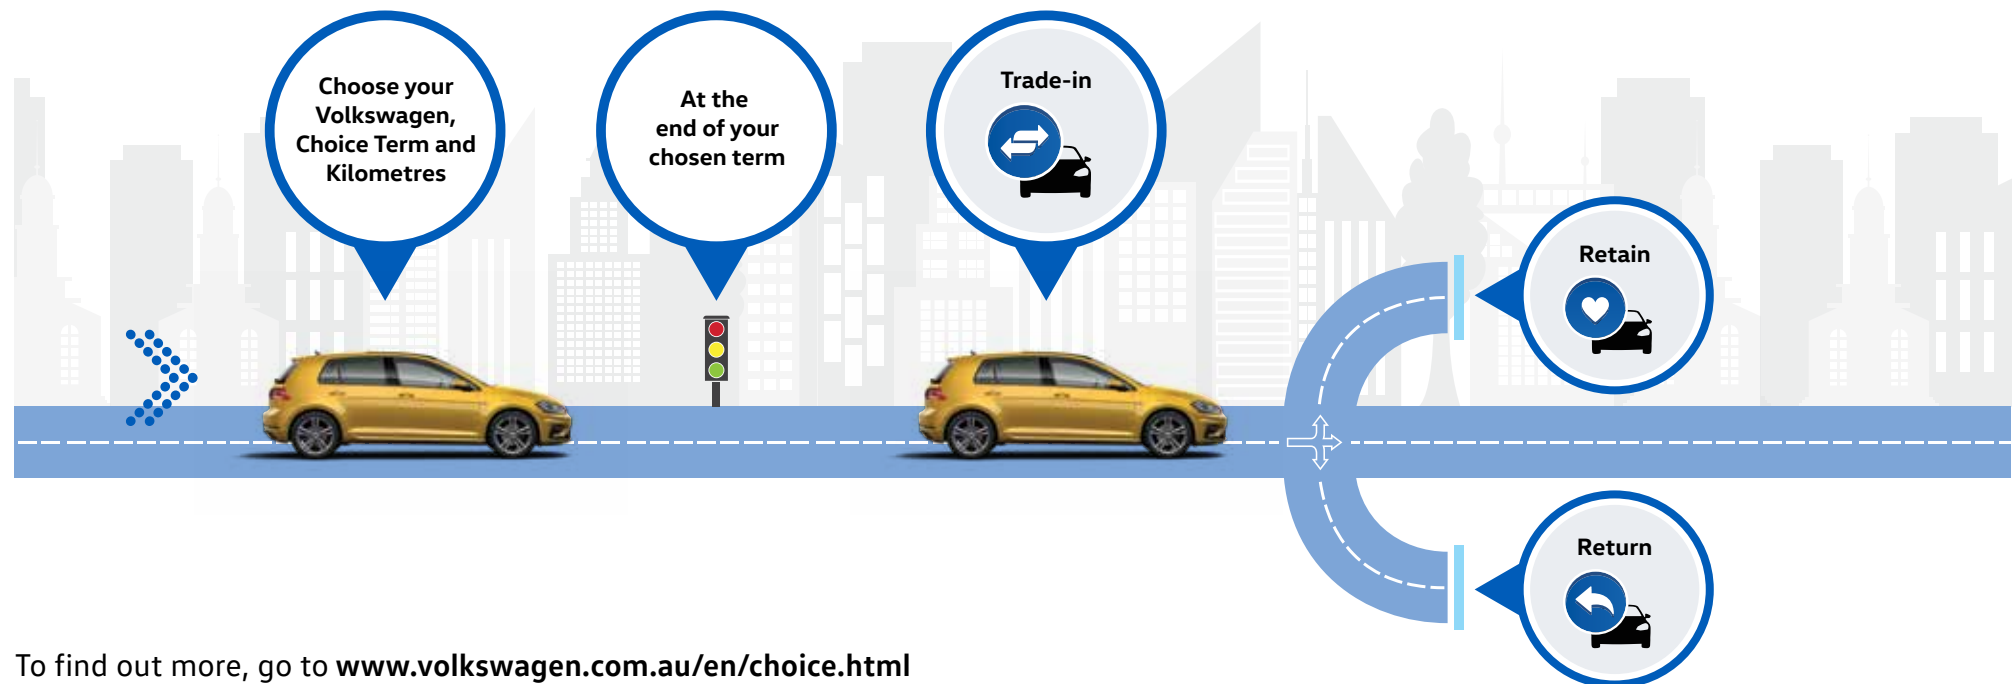 Choose your
Volkswagen,
Choice Term and
Kilometres
At the
end of your
chosen term
Trade-in
Retain
Return
To find out more, go to www.volkswagen.com.au/en/choice.html